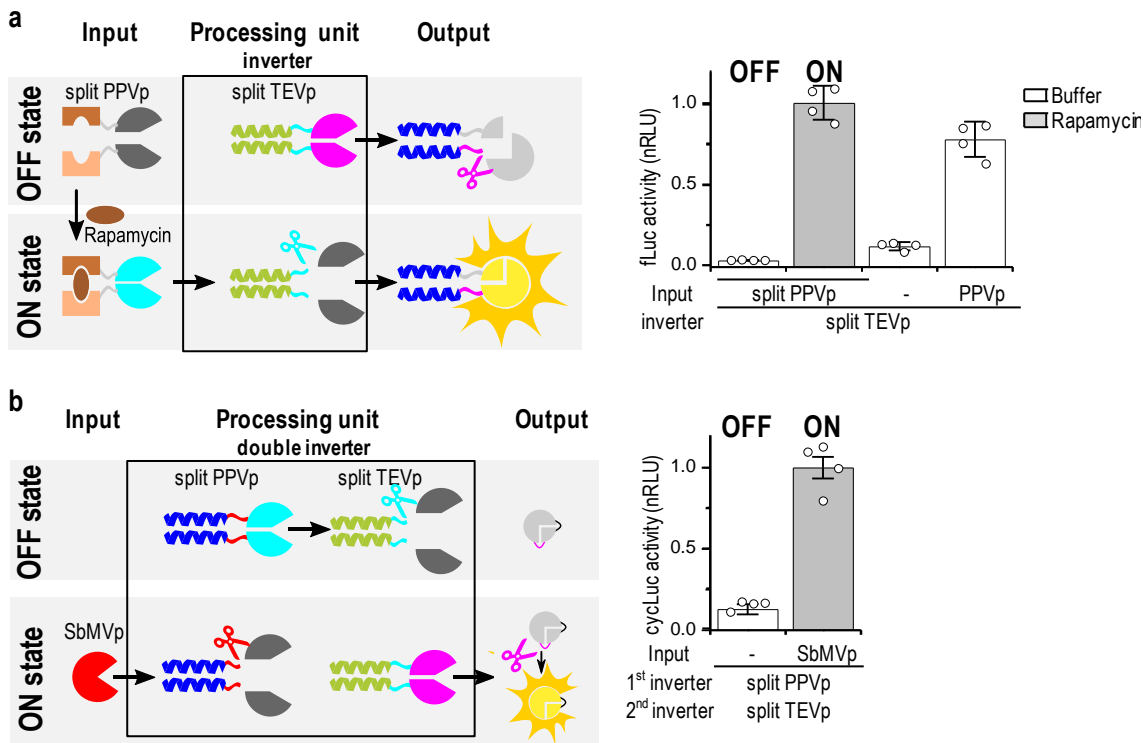 a
Input
Processing unit
inverter
Output
OFF state
split PPVp
split TEVp
Rapamycin
ON state
OFF ON
Buffer
Rapamycin
fLuc activity (nRLU)
1.0
0.5
0.0
Input split PPVp - PPVp
inverter split TEVp
b
Input
Processing unit
double inverter
Output
OFF state
split PPVp
split TEVp
ON state
SbMVp
OFF ON
cycLuc activity (nRLU)
1.0
0.5
0.0
Input - SbMVp
1st inverter split PPVp
2nd inverter split TEVp